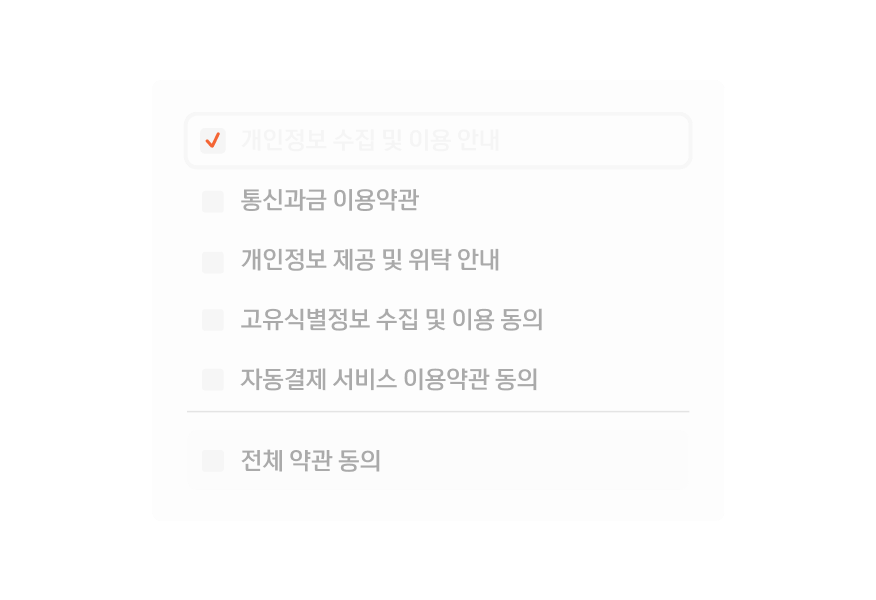 개인정보 수집 및 이용 안내
통신과금 이용약관
개인정보 제공 및 위탁 안내
고유식별정보 수집 및 이용 동의
자동결제 서비스 이용약관 동의
전체 약관 동의